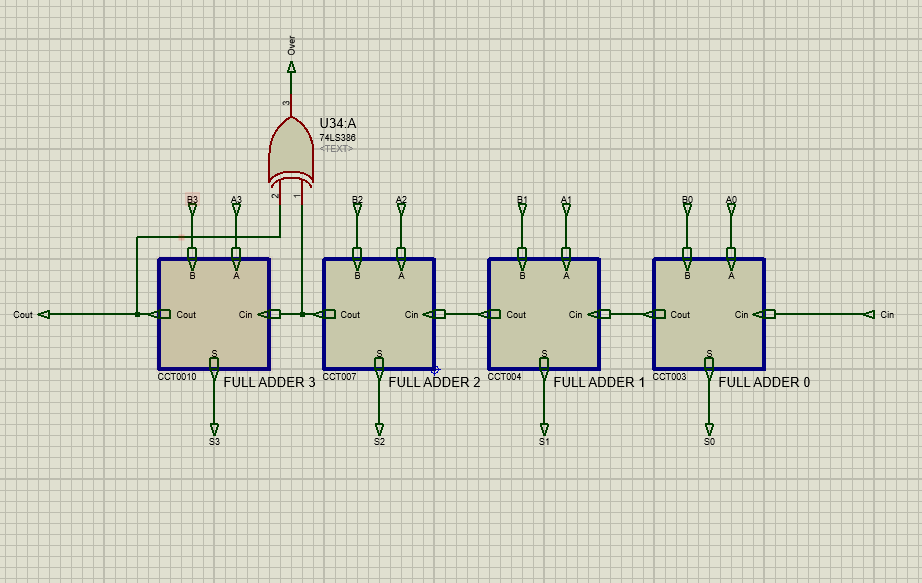 Over
3
U34:A
74LS386
<TEXT>
2
1
B3
A3
B2
A2
B1
A1
B0
A0
B
A
B
A
B
A
B
A
Cout
Cout
Cin
Cout
Cin
Cout
Cin
Cout
Cin
Cin
S
S
S
S
CCT0010
FULL ADDER 3
CCT007
FULL ADDER 2
CCT004
FULL ADDER 1
CCT003
FULL ADDER 0
S3
S2
S1
S0